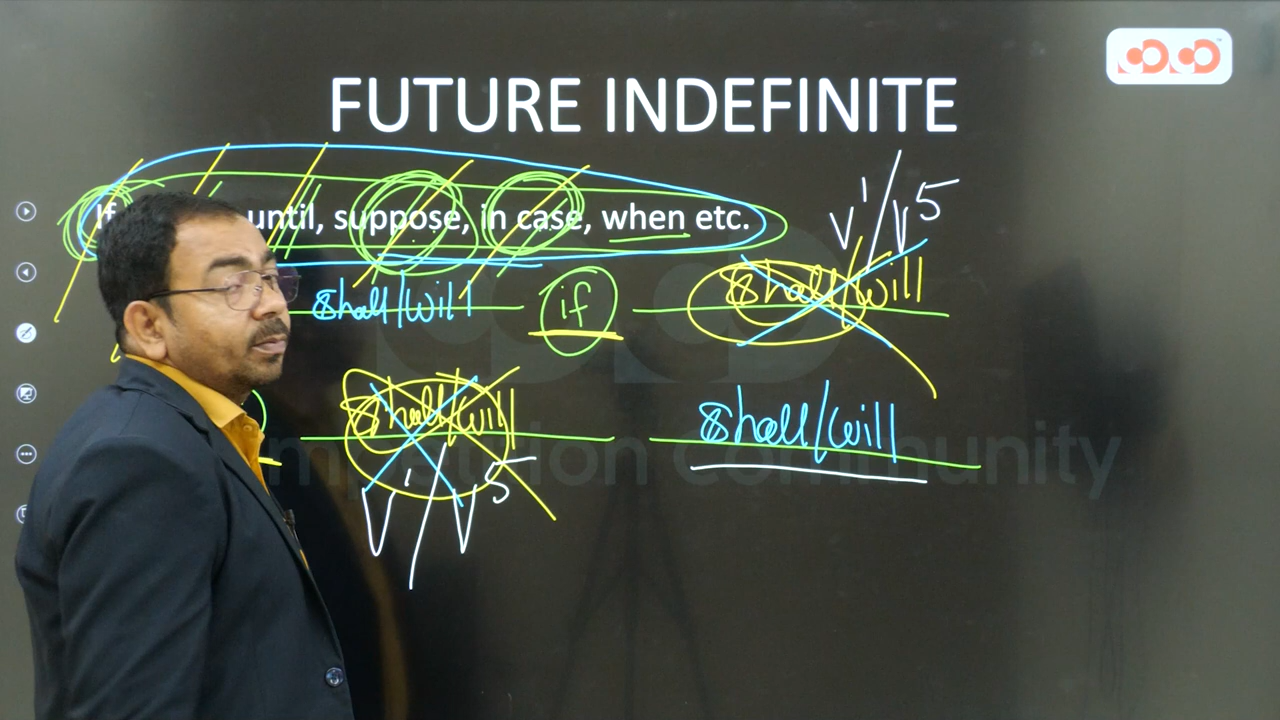 FUTURE INDEFINITE
If until, suppose, in case, when etc.
V1/V5
shall/will if shall/will
shall/will shall/will
V1/V5
Competition Community